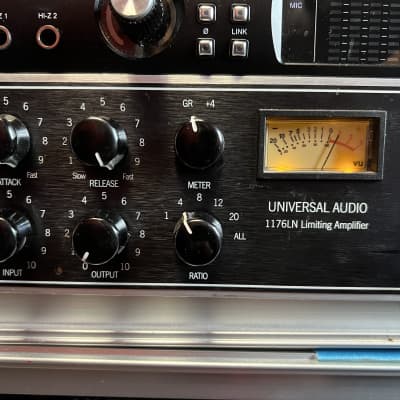 Z 1 HI-Z 2
Ø LINK
MIC
GR +4
5 6 7 8 9
Fast
ATTACK
1 2 3 4 5 6 7 8 9
Slow Fast
RELEASE
METER
VU
UNIVERSAL AUDIO
1176LN Limiting Amplifier
5 6 7 8 9 10
INPUT
0 1 2 3 4 5 6 7 8 9 10
OUTPUT
4 8 12 20 ALL
RATIO